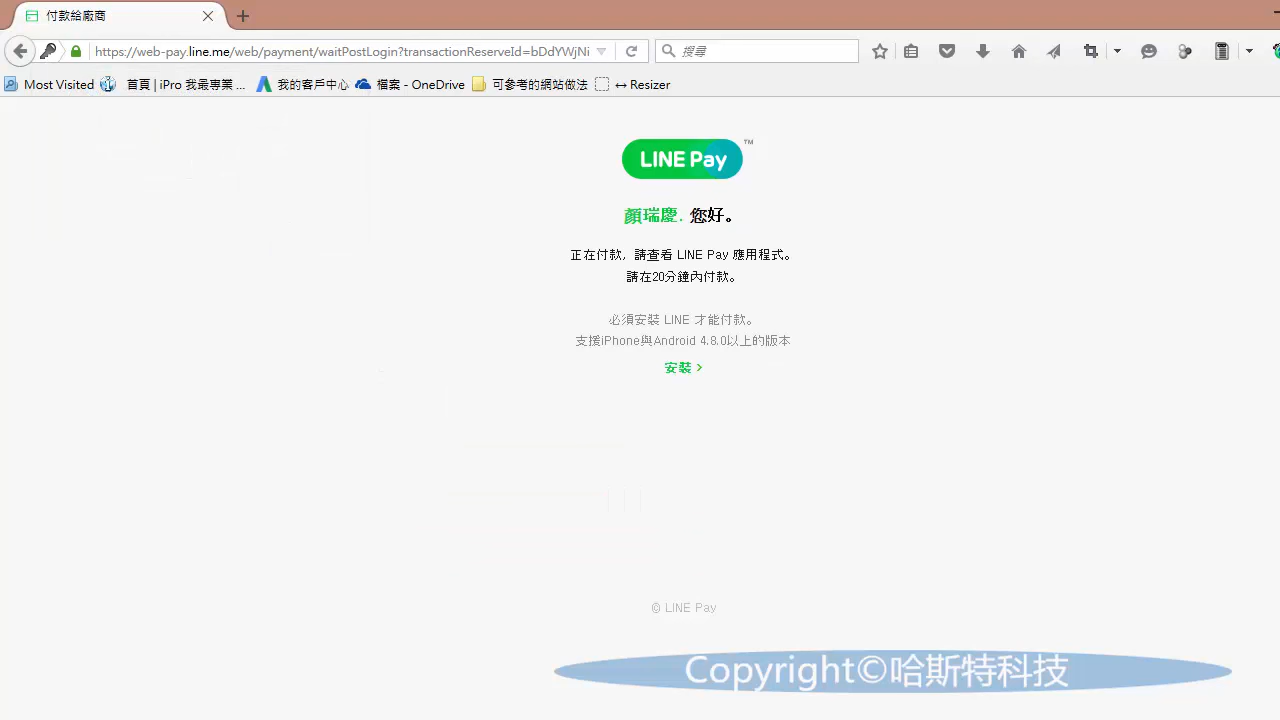 付款給廠商
https://web-pay.line.me/web/payment/waitPostLogin?transactionReserveId=bDdYWjNi
搜尋
Most Visited
首頁 | iPro 我最專業 ...
我的客戶中心
檔案 - OneDrive
可參考的網站做法
↔ Resizer
LINE Pay ™
顏瑞慶. 您好。
正在付款, 請查看 LINE Pay 應用程式。
請在20分鐘內付款。
必須安裝 LINE 才能付款。
支援iPhone與Android 4.8.0以上的版本
安裝 >
© LINE Pay
Copyright©哈斯特科技